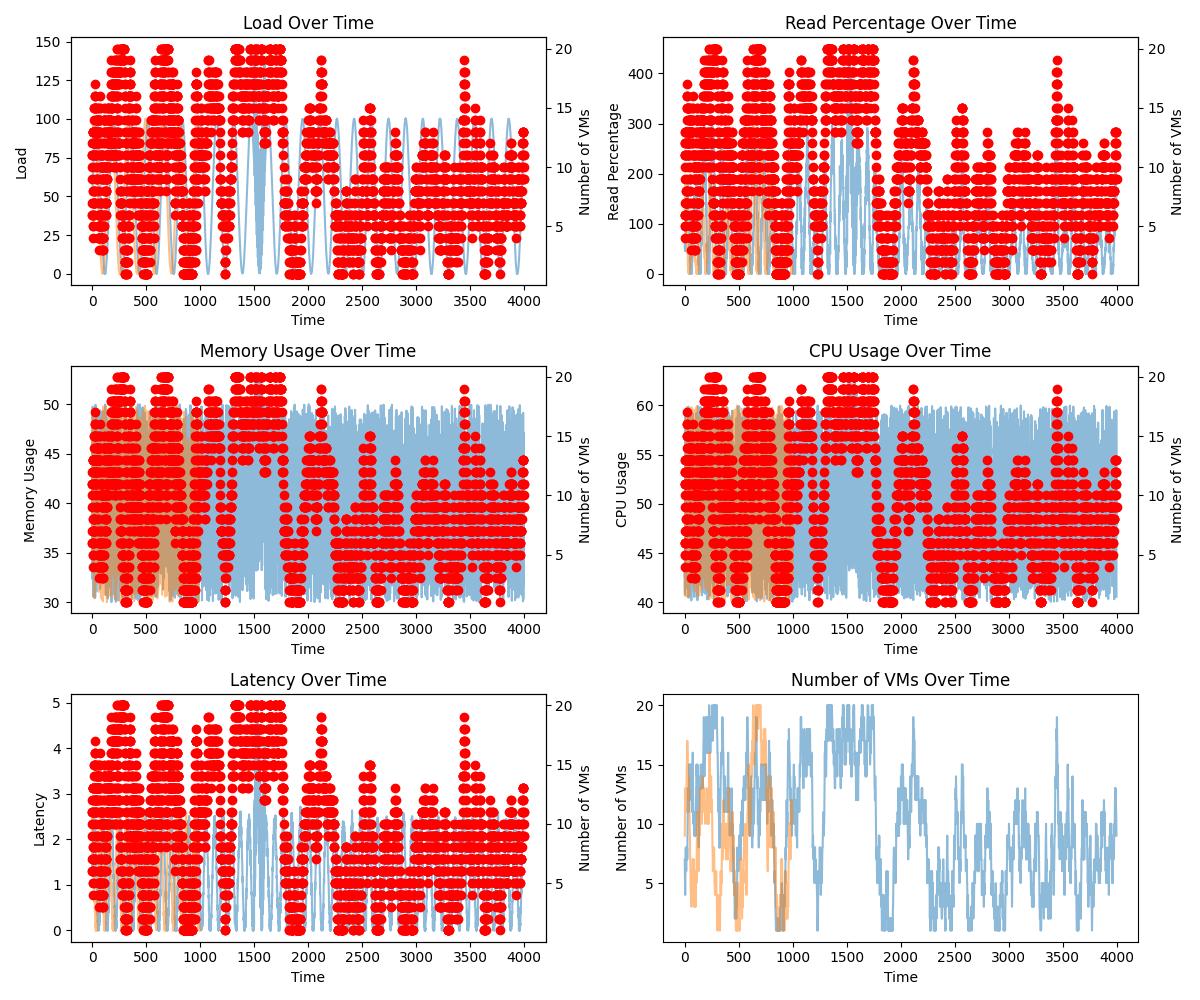 Load Over Time
Load
150
125
100
75
50
25
0
20
15
10
5
Number of VMs
0 500 1000 1500 2000 2500 3000 3500 4000
Time
Read Percentage Over Time
Read Percentage
400
300
200
100
0
20
15
10
5
Number of VMs
0 500 1000 1500 2000 2500 3000 3500 4000
Time
Memory Usage Over Time
Memory Usage
50
45
40
35
30
20
15
10
5
Number of VMs
0 500 1000 1500 2000 2500 3000 3500 4000
Time
CPU Usage Over Time
CPU Usage
60
55
50
45
40
20
15
10
5
Number of VMs
0 500 1000 1500 2000 2500 3000 3500 4000
Time
Latency Over Time
Latency
5
4
3
2
1
0
20
15
10
5
Number of VMs
0 500 1000 1500 2000 2500 3000 3500 4000
Time
Number of VMs Over Time
Number of VMs
20
15
10
5
0 500 1000 1500 2000 2500 3000 3500 4000
Time